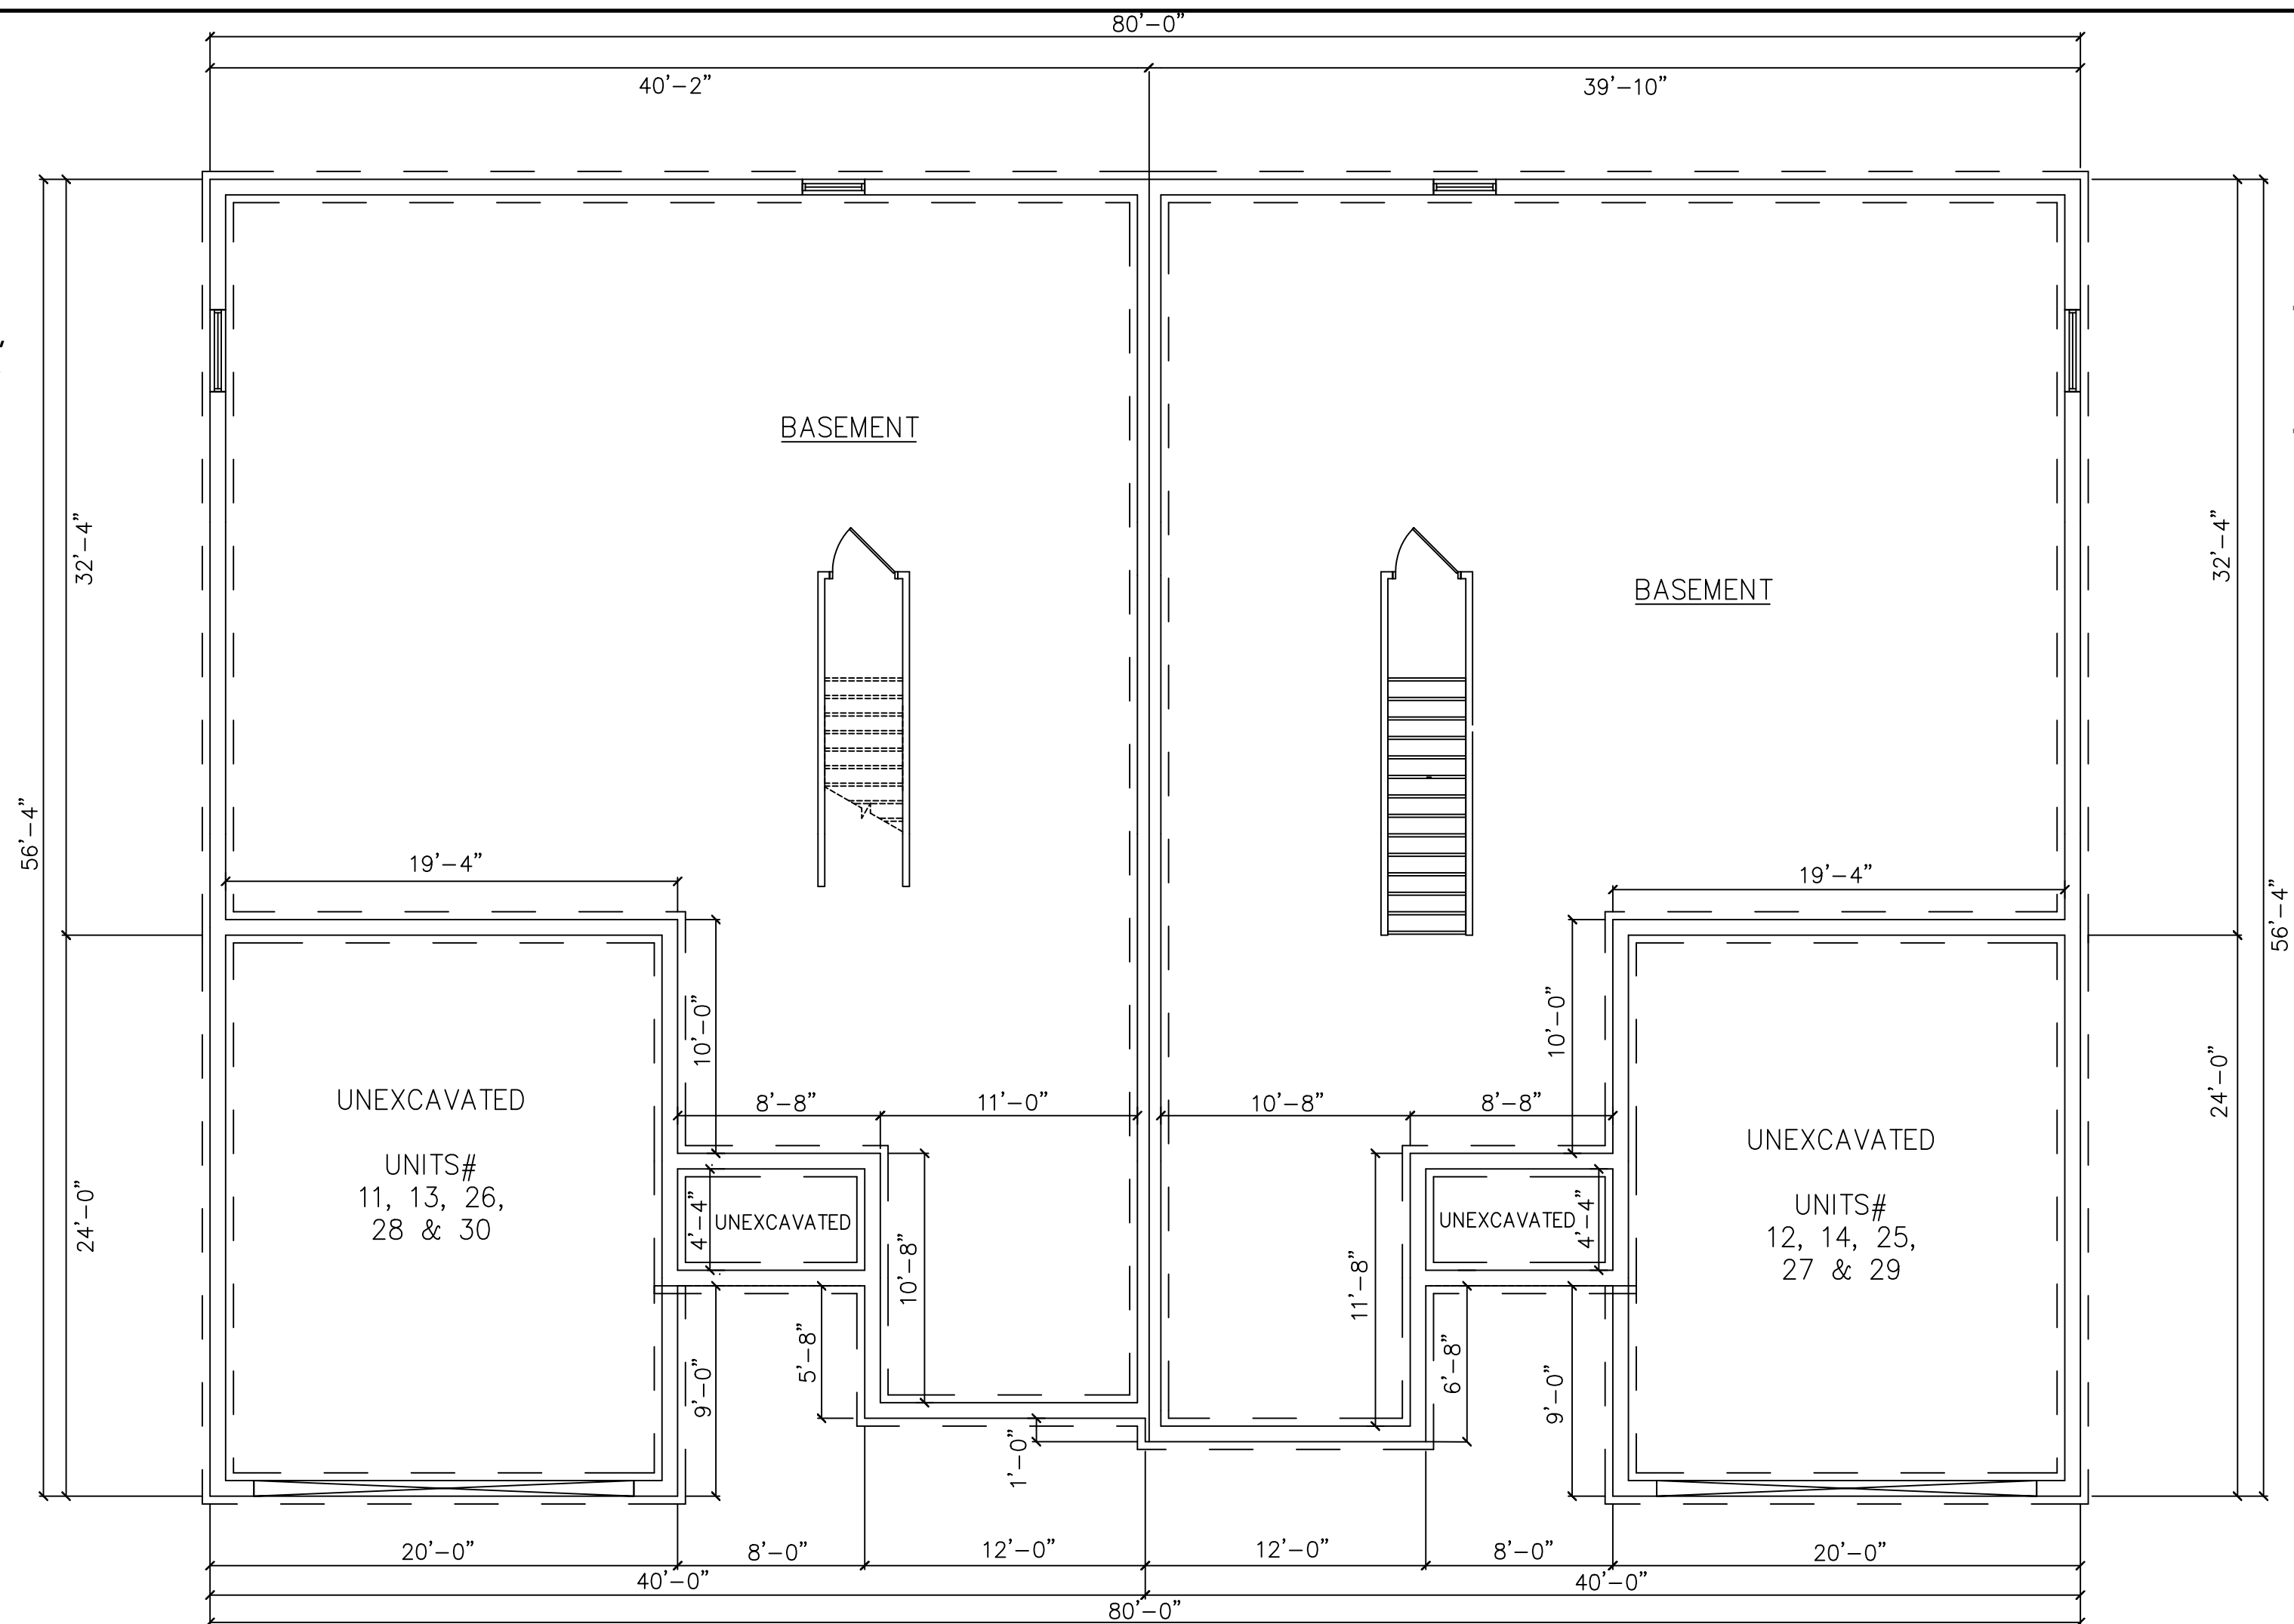 80’–0”
40’–2”
39’–10”
BASEMENT
32’–4”
32’–4”
BASEMENT
56’–4”
19’–4”
19’–4”
56’–4”
10’–0”
10’–0”
UNEXCAVATED
8’–8”
11’–0”
10’–8”
8’–8”
24’–0”
UNEXCAVATED
UNITS#
11, 13, 26,
28 & 30
24’–0”
4’–4”
UNEXCAVATED
UNEXCAVATED
4’–4”
UNITS#
12, 14, 25,
27 & 29
10’–8”
11’–8”
5’–8”
6’–8”
9’–0”
9’–0”
1’–0”
20’–0”
8’–0”
12’–0”
12’–0”
8’–0”
20’–0”
40’–0”
40’–0”
80’–0”